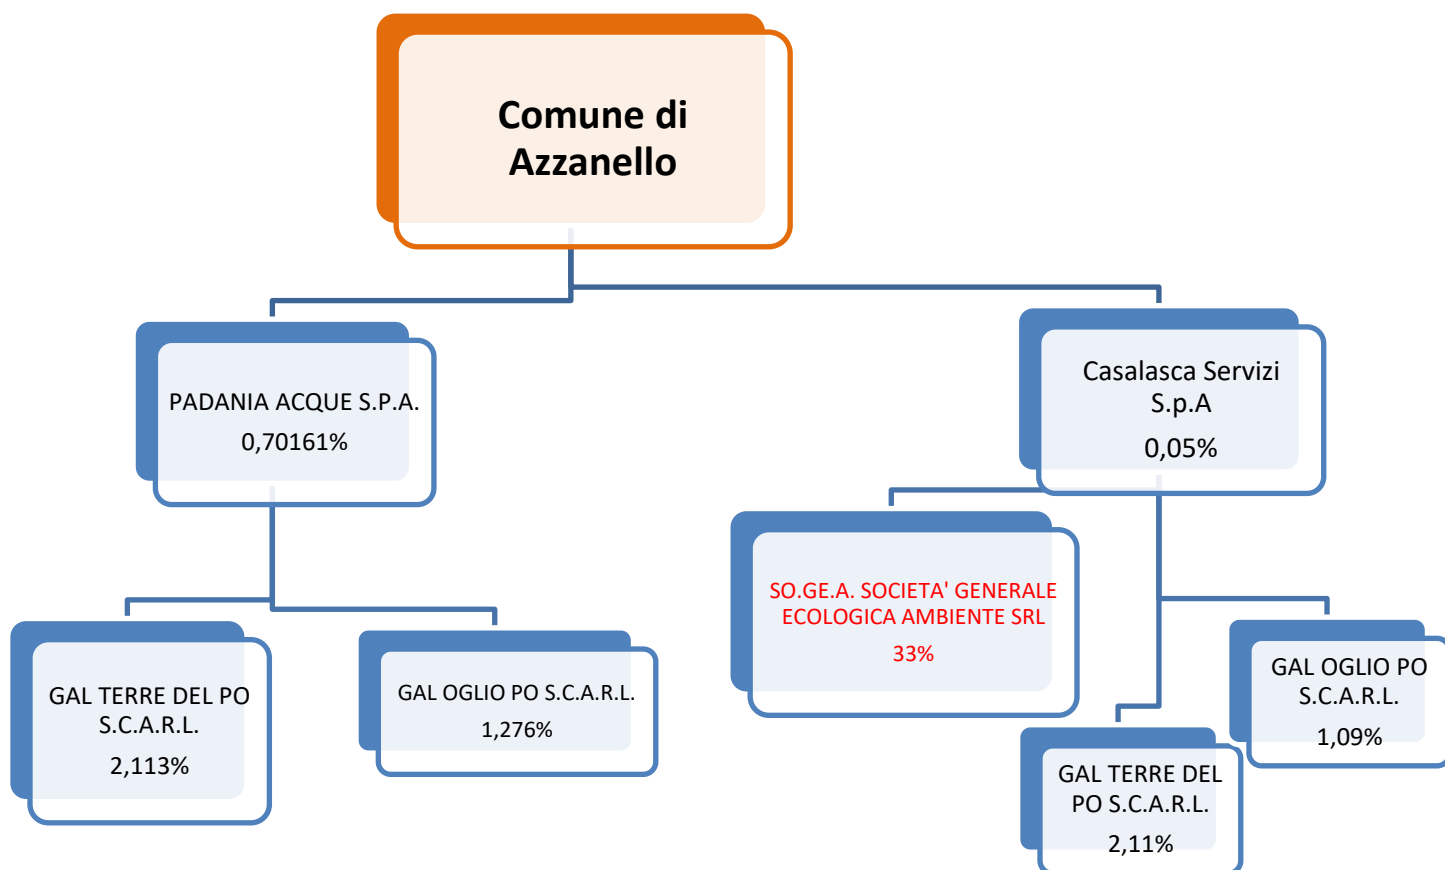 Comune di
Azzanello
PADANIA ACQUE S.P.A.
0,70161%
Casalasca Servizi
S.p.A
0,05%
GAL TERRE DEL PO
S.C.A.R.L.
2,113%
GAL OGLIO PO S.C.A.R.L.
1,276%
SO.GE.A. SOCIETA' GENERALE
ECOLOGICA AMBIENTE SRL
33%
GAL TERRE DEL
PO S.C.A.R.L.
2,11%
GAL OGLIO PO
S.C.A.R.L.
1,09%